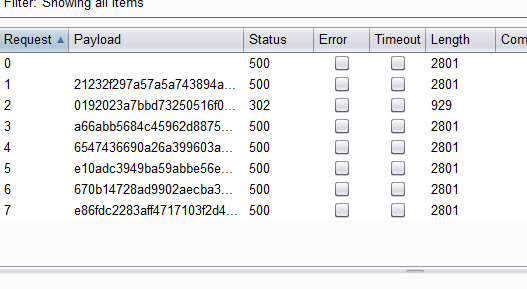 Filter: Showing all items
Request Payload Status Error Timeout Length Com
0 500 2801
1 21232f297a57a5a743894a... 500 2801
2 0192023a7bbd73250516f0... 302 929
3 a66abb5684c45962d8875... 500 2801
4 6547436690a26a399603a... 500 2801
5 e10adc3949ba59abbe56e... 500 2801
6 670b14728ad9902aecba3... 500 2801
7 e86fdc2283aff4717103f2d4... 500 2801